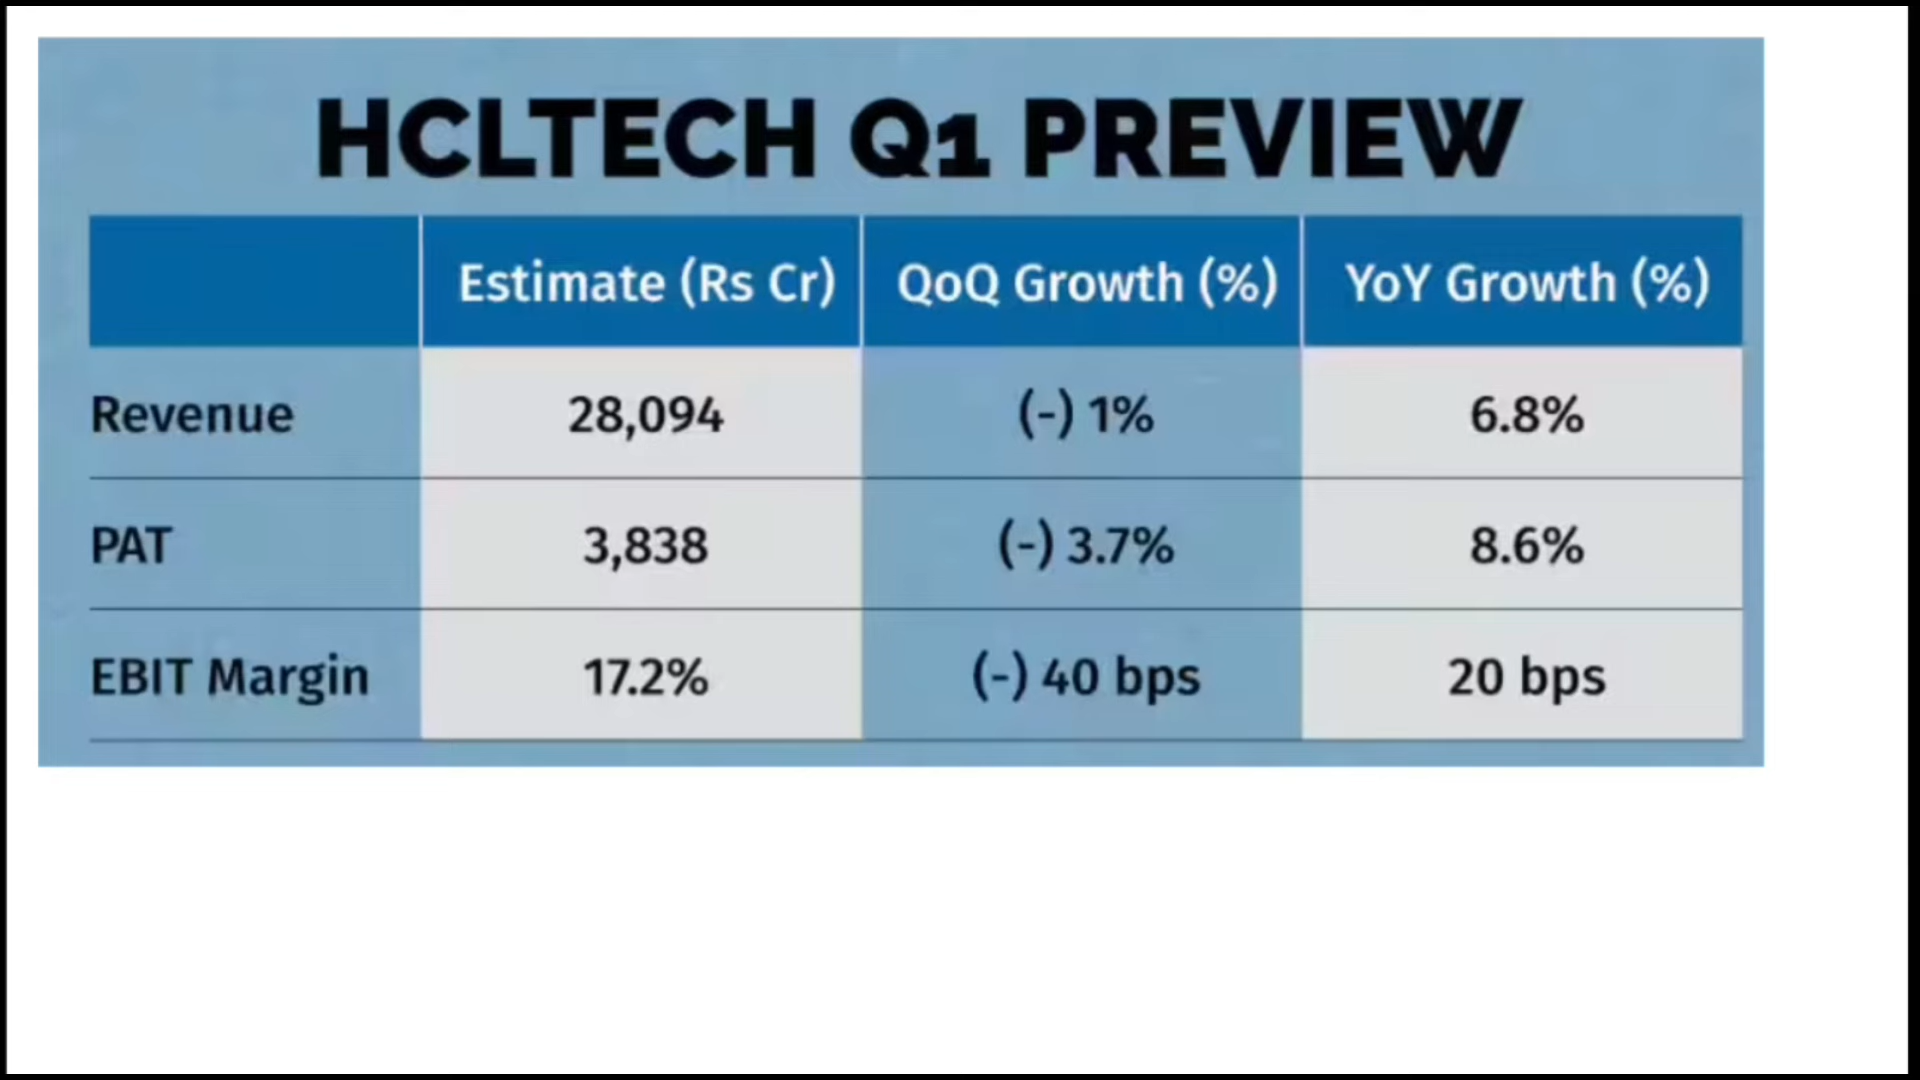 HCLTECH Q1 PREVIEW
Estimate (Rs Cr) QoQ Growth (%) YoY Growth (%)
Revenue 28,094 (-) 1% 6.8%
PAT 3,838 (-) 3.7% 8.6%
EBIT Margin 17.2% (-) 40 bps 20 bps